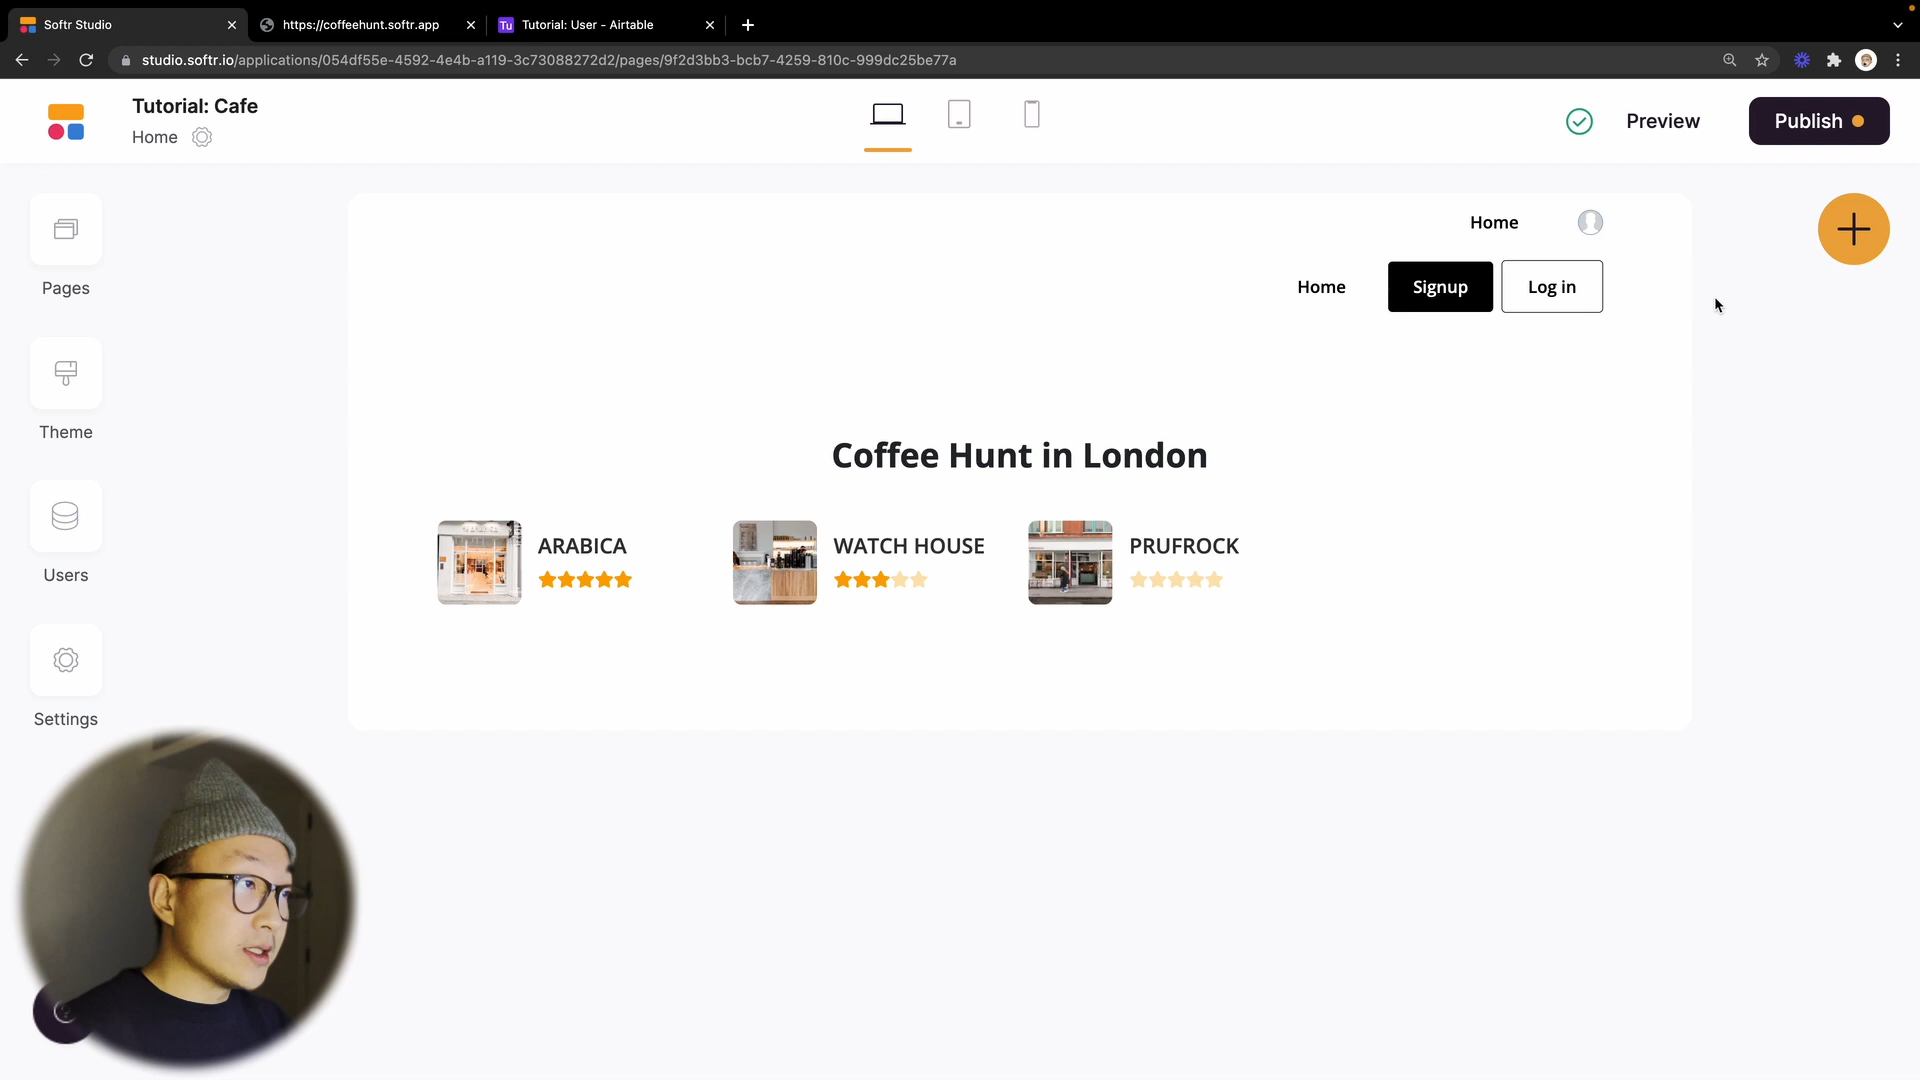 Softr Studio
https://coffeehunt.softr.app
Tu
Tutorial: User - Airtable
studio.softr.io/applications/054df55e-4592-4e4b-a119-3c73088272d2/pages/9f2d3bb3-bcb7-4259-810c-999dc25be77a
Tutorial: Cafe
Home
Preview
Publish
Pages
Theme
Users
Settings
Home
Home
Signup
Log in
Coffee Hunt in London
ARABICA
WATCH HOUSE
PRUFROCK